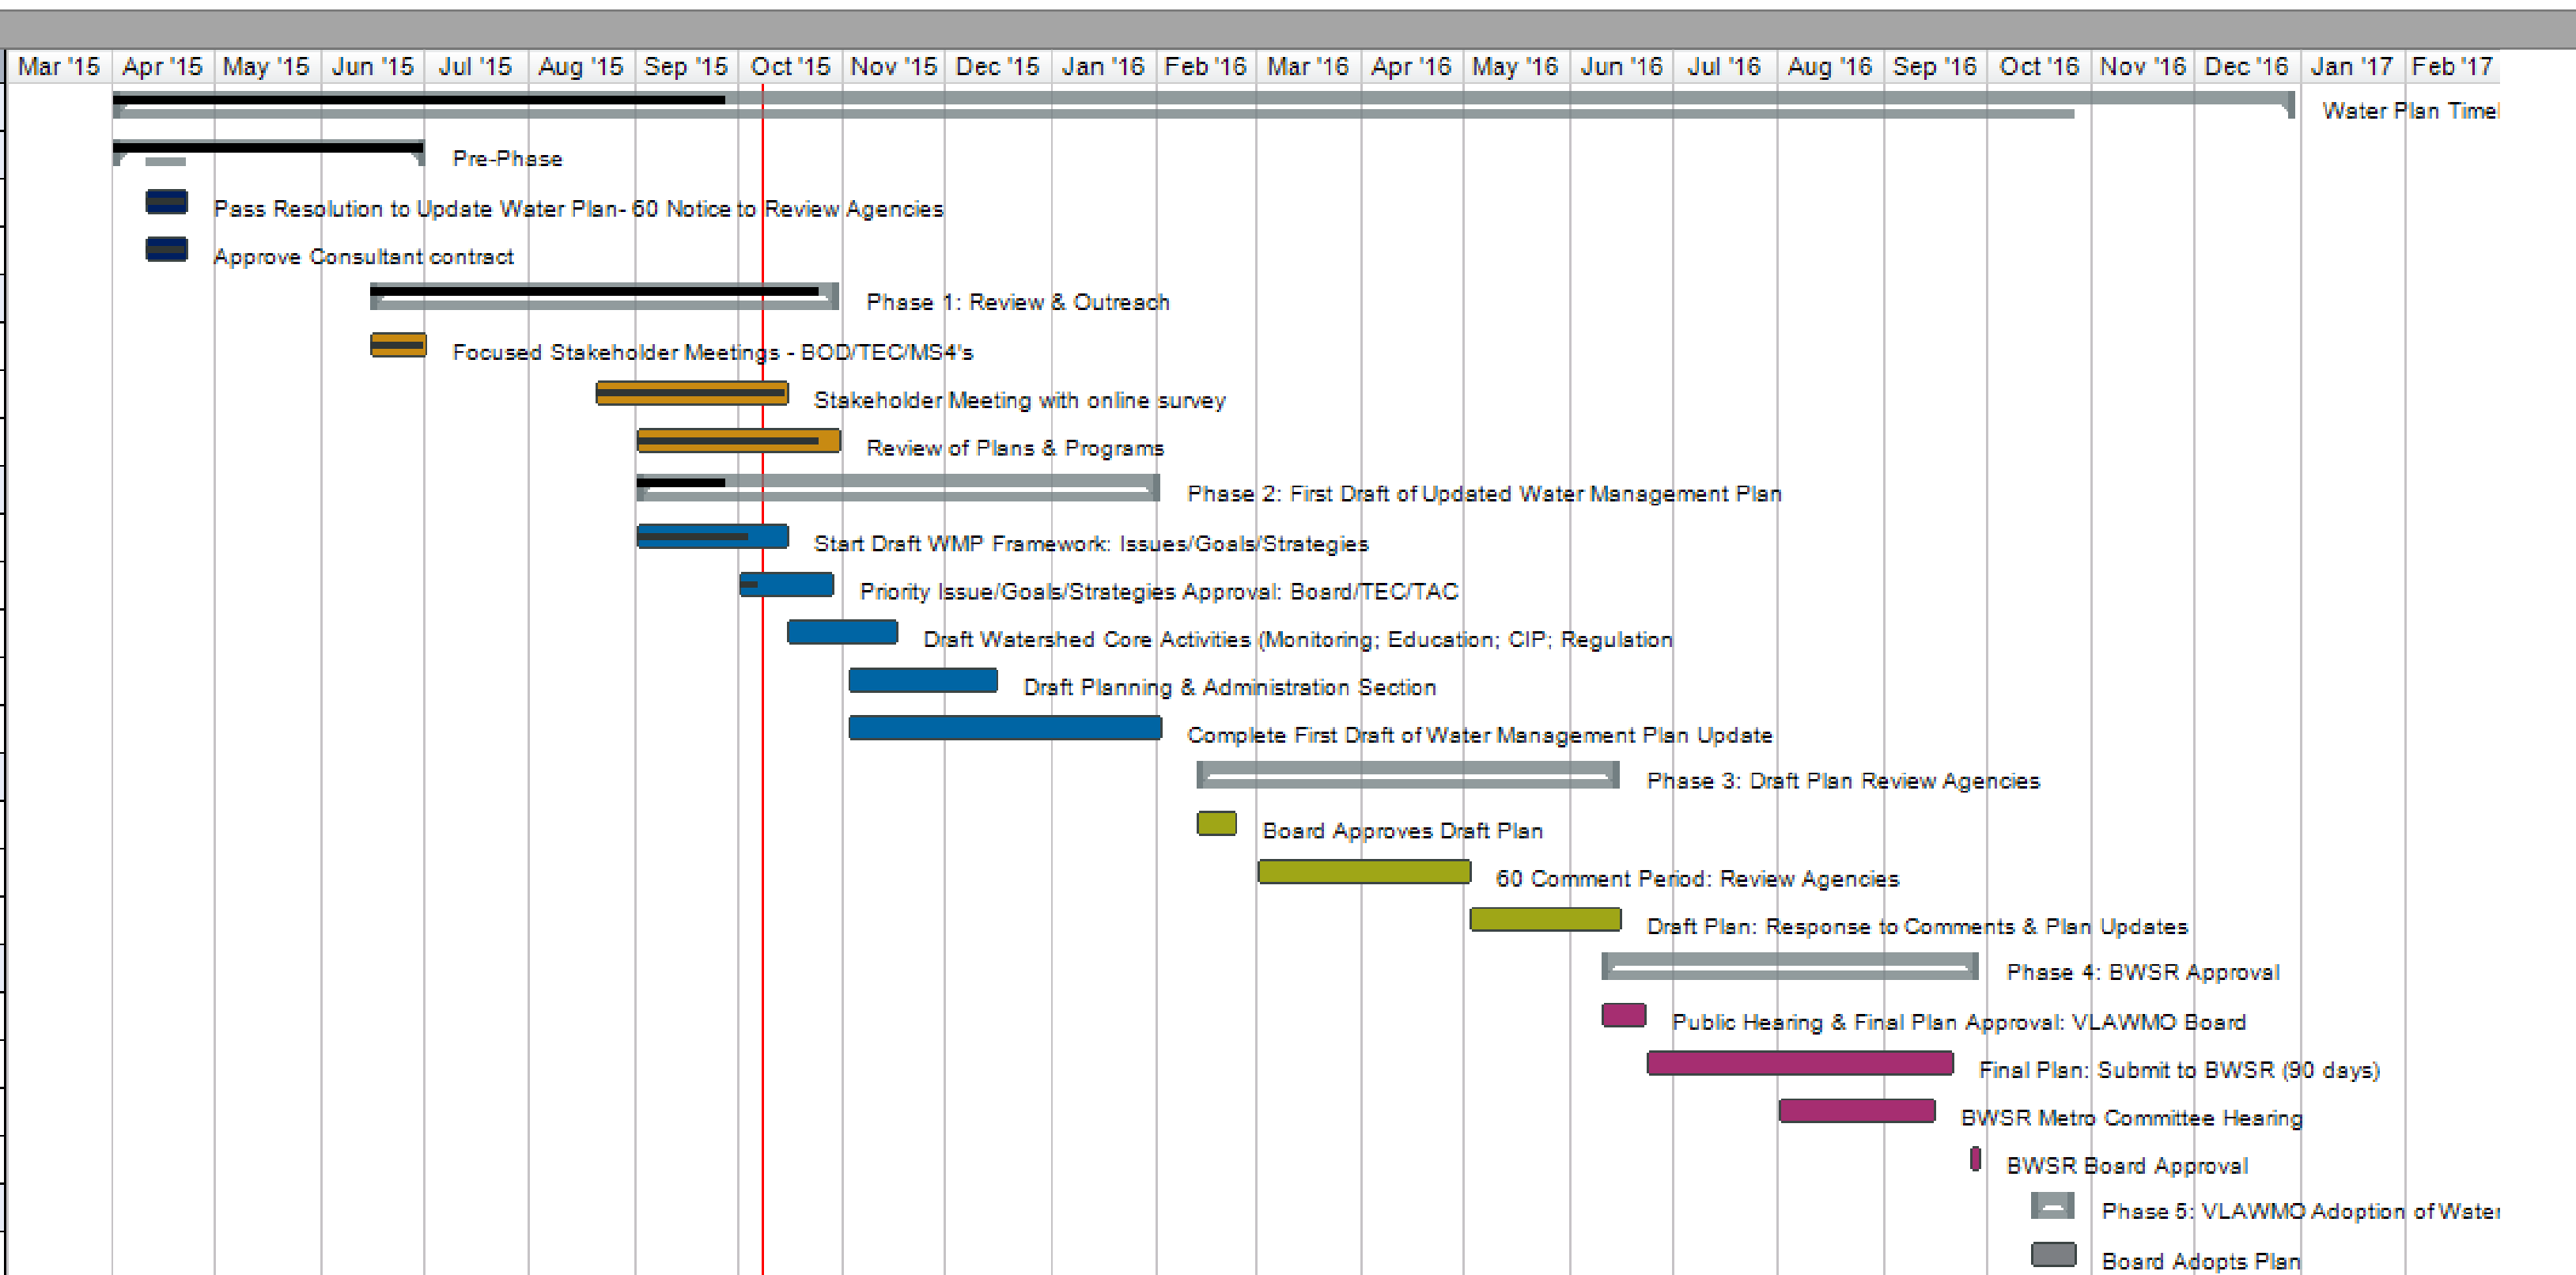 Mar '15 Apr '15 May '15 Jun '15 Jul '15 Aug '15 Sep '15 Oct '15 Nov '15 Dec '15 Jan '16 Feb '16 Mar '16 Apr '16 May '16 Jun '16 Jul '16 Aug '16 Sep '16 Oct '16 Nov '16 Dec '16 Jan '17 Feb '17
Water Plan Timel
Pre-Phase
Pass Resolution to Update Water Plan- 60 Notice to Review Agencies
Approve Consultant contract
Phase 1: Review & Outreach
Focused Stakeholder Meetings - BOD/TEC/MS4's
Stakeholder Meeting with online survey
Review of Plans & Programs
Phase 2: First Draft of Updated Water Management Plan
Start Draft WMP Framework: Issues/Goals/Strategies
Priority Issue/Goals/Strategies Approval: Board/TEC/TAC
Draft Watershed Core Activities (Monitoring; Education; CIP; Regulation
Draft Planning & Administration Section
Complete First Draft of Water Management Plan Update
Phase 3: Draft Plan Review Agencies
Board Approves Draft Plan
60 Comment Period: Review Agencies
Draft Plan: Response to Comments & Plan Updates
Phase 4: BWSR Approval
Public Hearing & Final Plan Approval: VLAWMO Board
Final Plan: Submit to BWSR (90 days)
BWSR Metro Committee Hearing
BWSR Board Approval
Phase 5: VLAWMO Adoption of Water
Board Adopts Plan